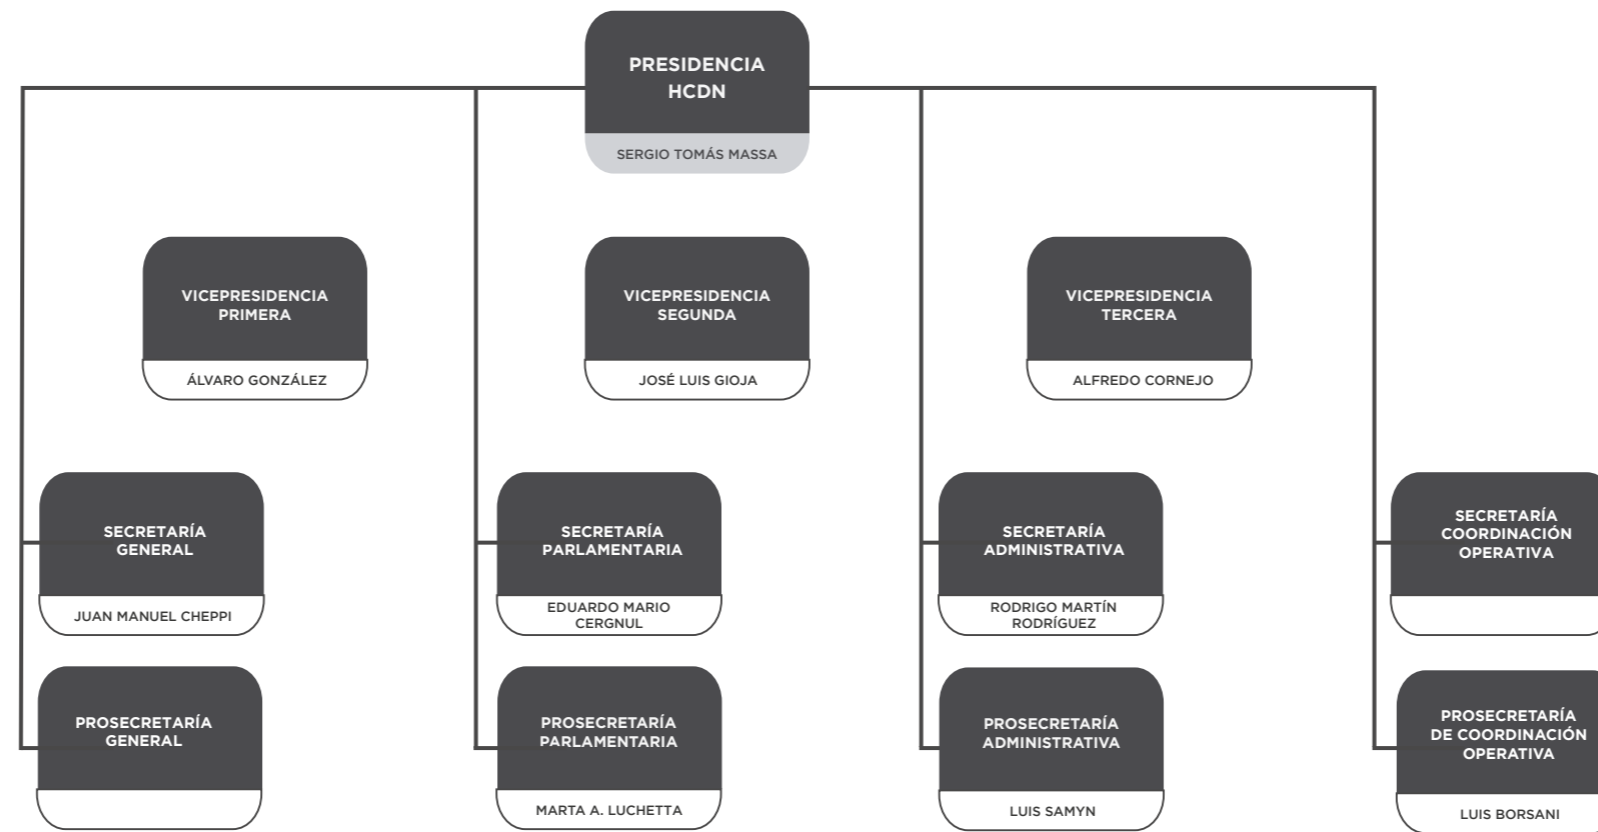 PRESIDENCIA
HCDN
SERGIO TOMÁS MASSA
VICEPRESIDENCIA
PRIMERA
ÁLVARO GONZÁLEZ
VICEPRESIDENCIA
SEGUNDA
JOSÉ LUIS GIOJA
VICEPRESIDENCIA
TERCERA
ALFREDO CORNEJO
SECRETARÍA
GENERAL
JUAN MANUEL CHEPPI
SECRETARÍA
PARLAMENTARIA
EDUARDO MARIO
CERGNUL
SECRETARÍA
ADMINISTRATIVA
RODRIGO MARTÍN
RODRÍGUEZ
SECRETARÍA
COORDINACIÓN
OPERATIVA
PROSECRETARÍA
GENERAL
PROSECRETARÍA
PARLAMENTARIA
MARTA A. LUCHETTA
PROSECRETARÍA
ADMINISTRATIVA
LUIS SAMYN
PROSECRETARÍA
DE COORDINACIÓN
OPERATIVA
LUIS BORSANI